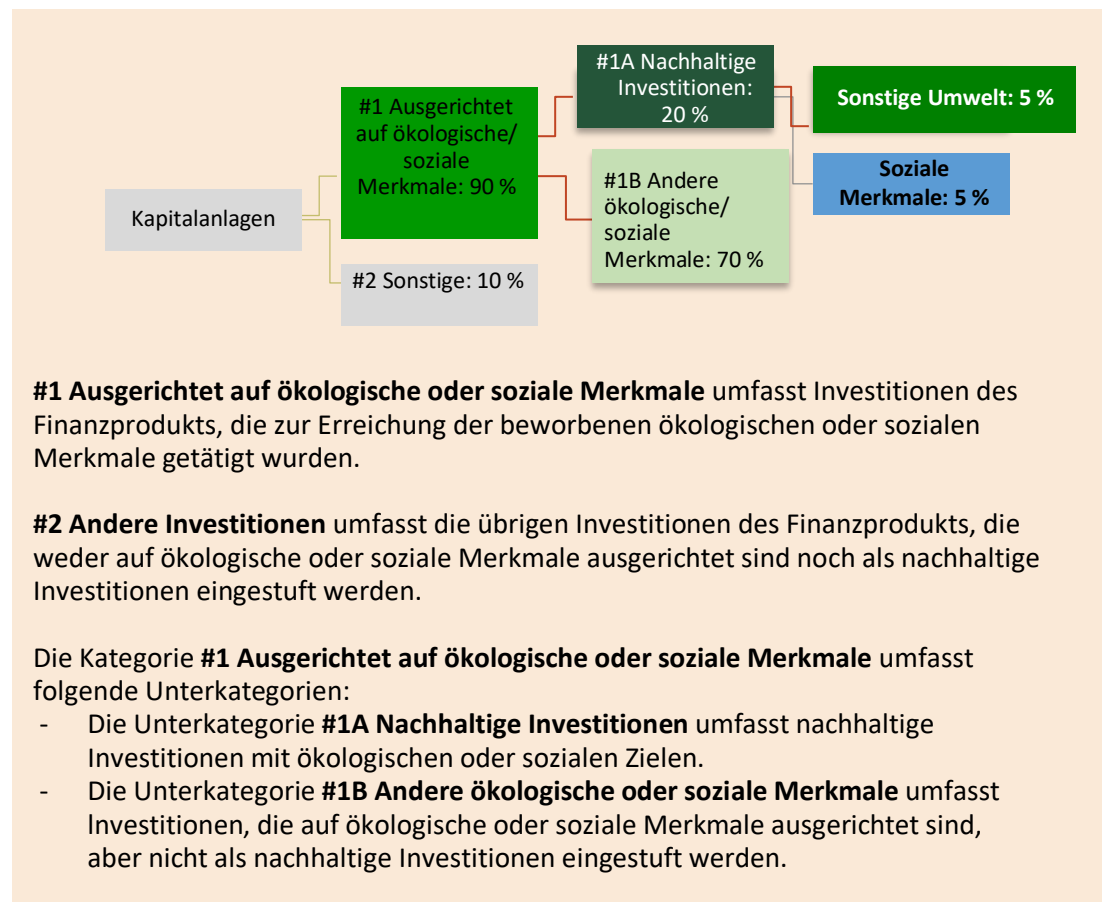 #1A Nachhaltige
Investitionen:
20 %
Sonstige Umwelt: 5 %
#1 Ausgerichtet
auf ökologische/
soziale
Merkmale: 90 %
Soziale
Merkmale: 5 %
#1B Andere
ökologische/
soziale
Merkmale: 70 %
Kapitalanlagen
#2 Sonstige: 10 %
#1 Ausgerichtet auf ökologische oder soziale Merkmale umfasst Investitionen des
Finanzprodukts, die zur Erreichung der beworbenen ökologischen oder sozialen
Merkmale getätigt wurden.
#2 Andere Investitionen umfasst die übrigen Investitionen des Finanzprodukts, die
weder auf ökologische oder soziale Merkmale ausgerichtet sind noch als nachhaltige
Investitionen eingestuft werden.
Die Kategorie #1 Ausgerichtet auf ökologische oder soziale Merkmale umfasst
folgende Unterkategorien:
- Die Unterkategorie #1A Nachhaltige Investitionen umfasst nachhaltige
Investitionen mit ökologischen oder sozialen Zielen.
- Die Unterkategorie #1B Andere ökologische oder soziale Merkmale umfasst
Investitionen, die auf ökologische oder soziale Merkmale ausgerichtet sind,
aber nicht als nachhaltige Investitionen eingestuft werden.